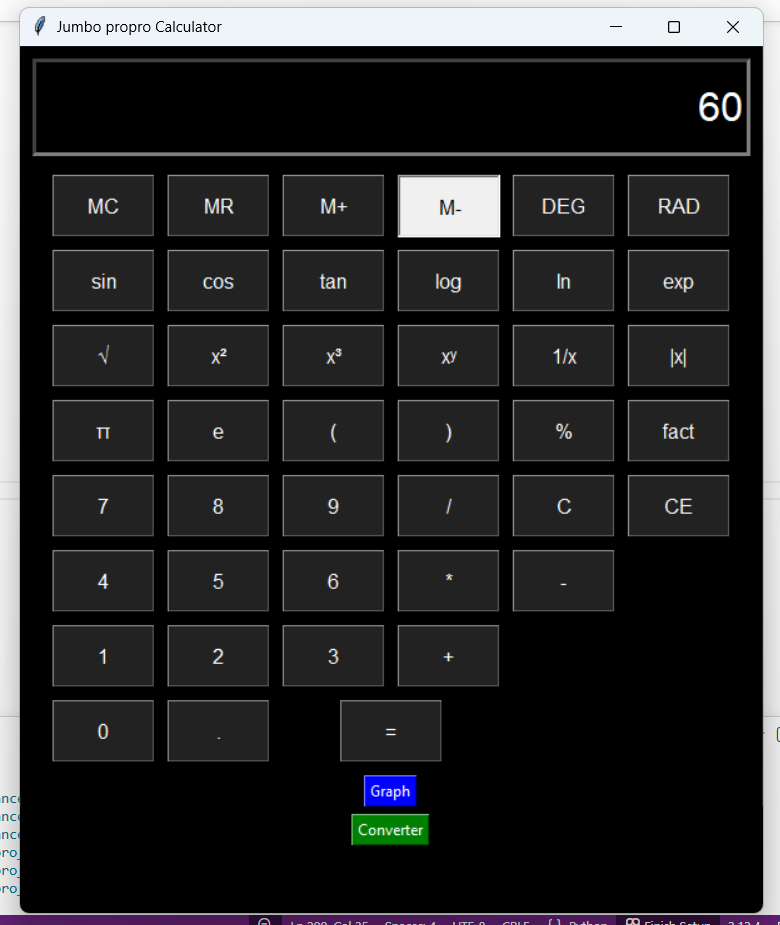 Jumbo propro Calculator
60
MC MR M+ M- DEG RAD
sin cos tan log ln exp
√ x² x³ xʸ 1/x |x|
π e ( ) % fact
7 8 9 / C CE
4 5 6 * -
1 2 3 +
0 . =
Graph
Converter